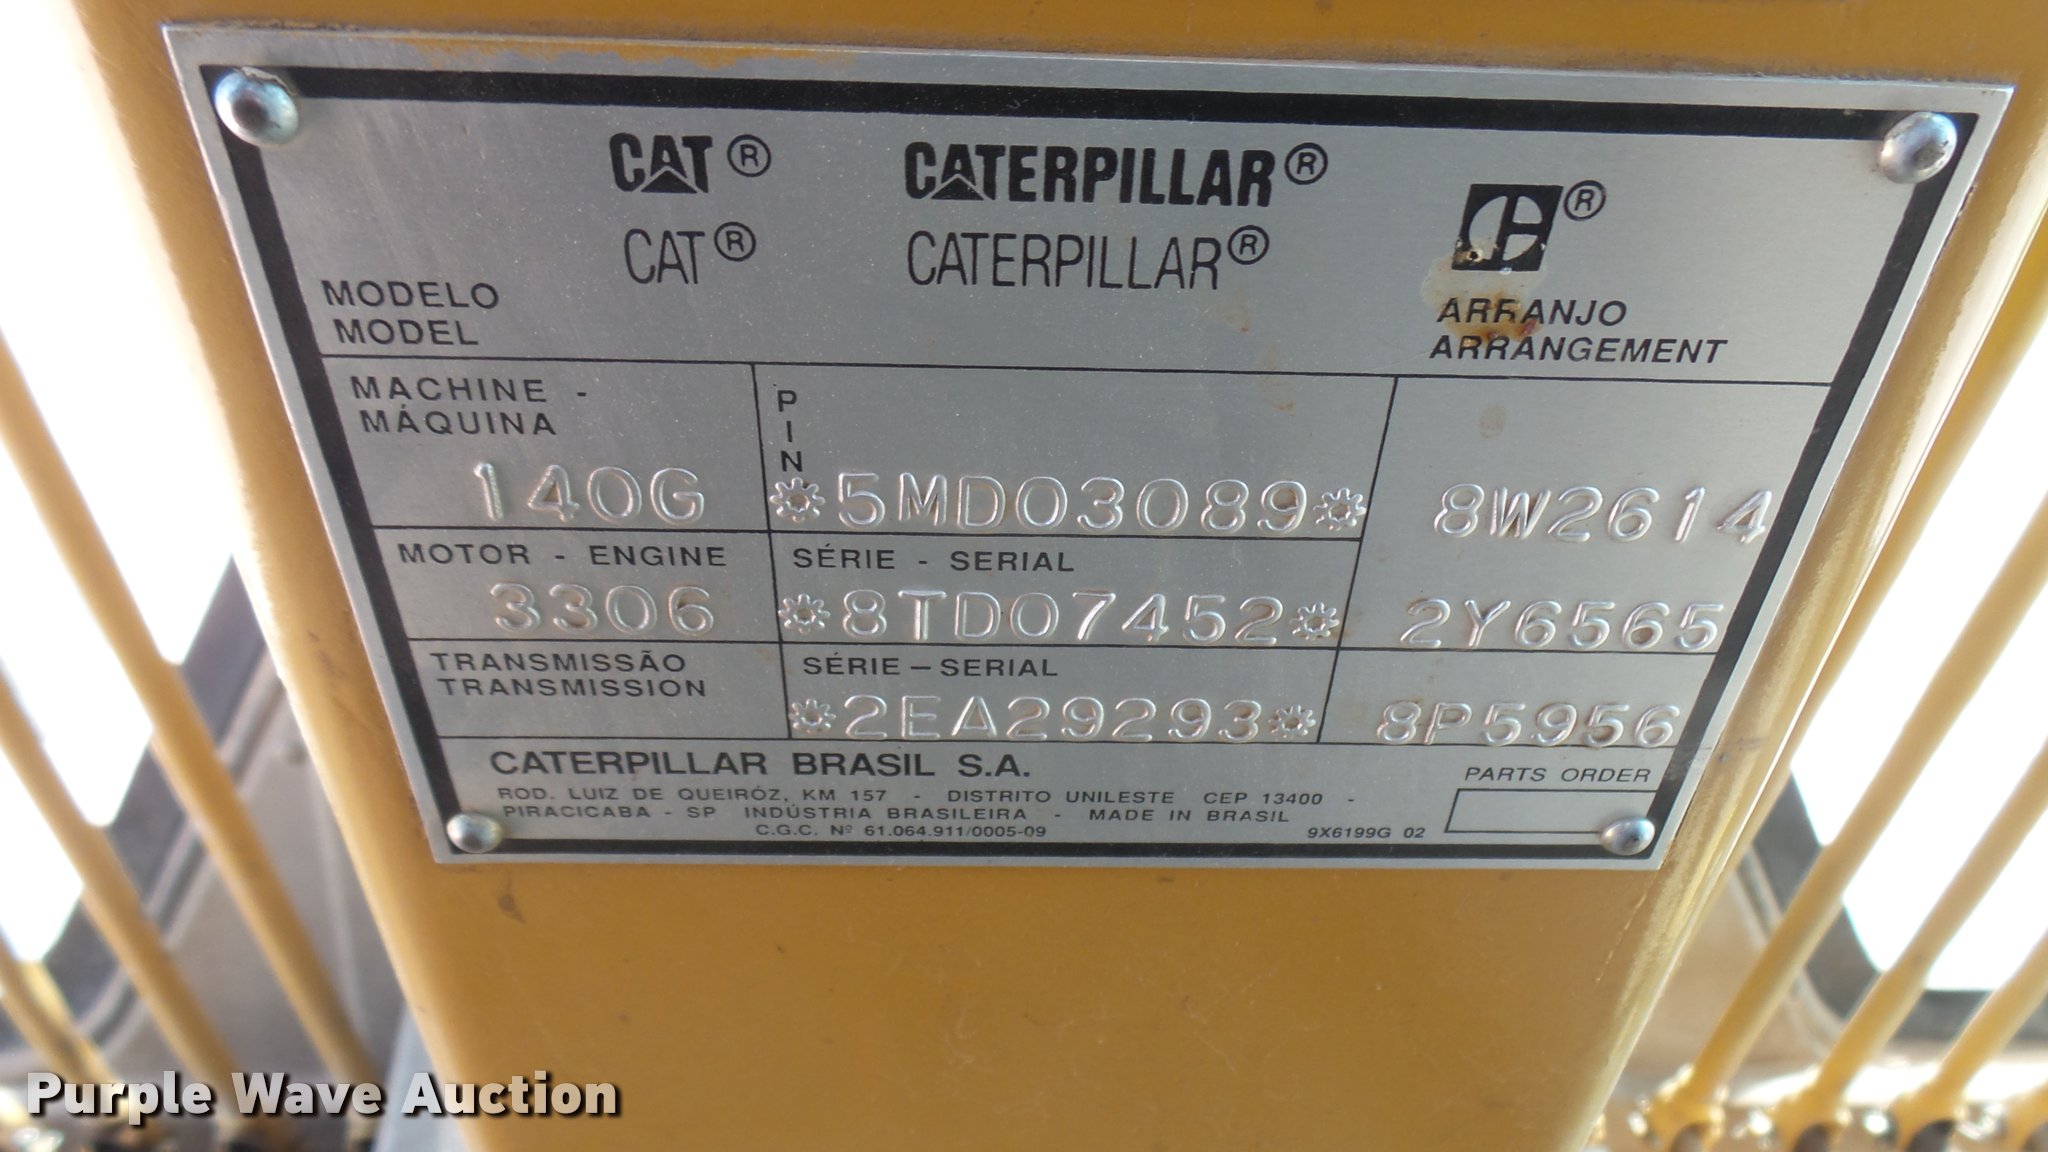 CAT® CATERPILLAR® ®
CAT® CATERPILLAR®
MODELO
MODEL
ARRANJO
ARRANGEMENT
MACHINE -
MÁQUINA
PIN
140G *5MD03089* 8W2614
MOTOR - ENGINE SÉRIE - SERIAL
3306 *8TD07452* 2Y6565
TRANSMISSÃO SÉRIE – SERIAL
TRANSMISSION
*2EA29293* 8P5956
CATERPILLAR BRASIL S.A.
PARTS ORDER
ROD. LUIZ DE QUEIRÓZ, KM 157 - DISTRITO UNILESTE CEP 13400 -
PIRACICABA - SP INDÚSTRIA BRASILEIRA - MADE IN BRASIL
C.G.C. Nº 61.064.911/0005-09 9X6199G 02
Purple Wave Auction